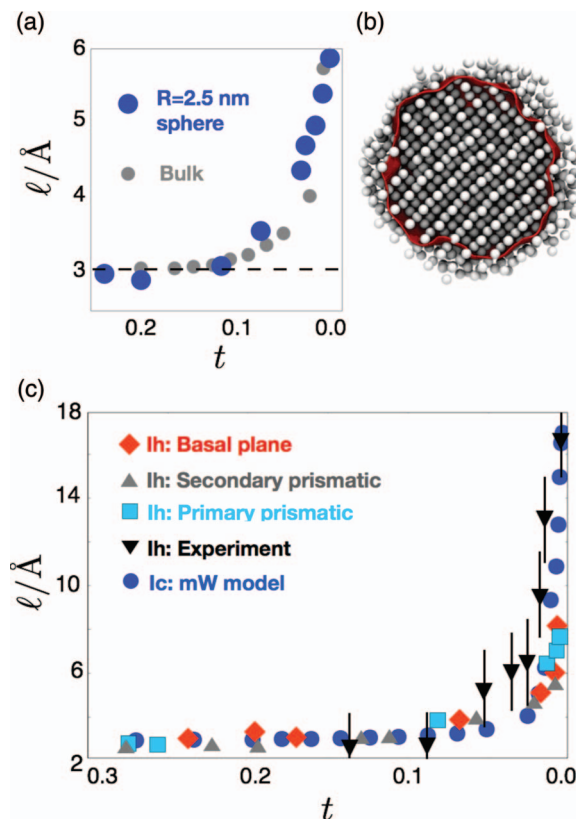 (a)
(b)
6
5
4
3
ℓ/Å
R=2.5 nm
sphere
Bulk
0.2
0.1
0.0
t
(c)
18
14
10
6
2
ℓ/Å
Ih: Basal plane
Ih: Secondary prismatic
Ih: Primary prismatic
Ih: Experiment
Ic: mW model
0.3
0.2
0.1
0.0
t